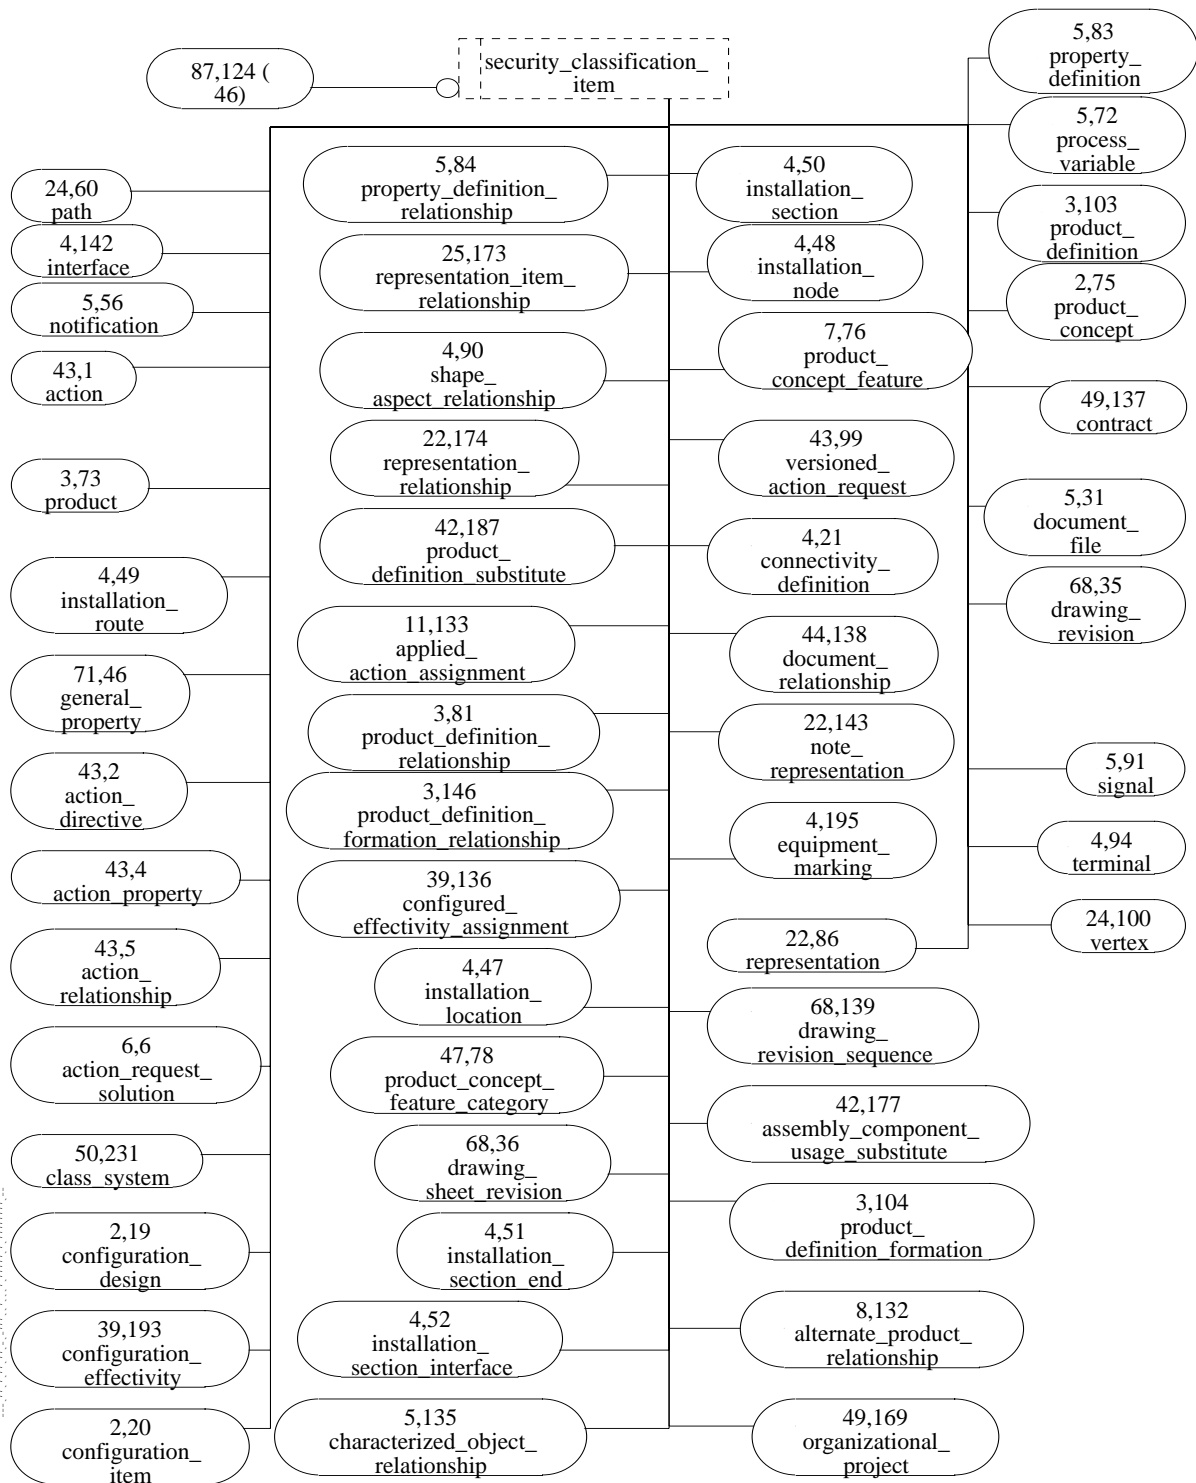 87,124 (
46)
security_classification_
item
24,60
path
4,142
interface
5,56
notification
43,1
action
3,73
product
4,49
installation_
route
71,46
general_
property
43,2
action_
directive
43,4
action_property
43,5
action_
relationship
6,6
action_request_
solution
50,231
class_system
2,19
configuration_
design
39,193
configuration_
effectivity
2,20
configuration_
item
5,84
property_definition_
relationship
25,173
representation_item_
relationship
4,90
shape_
aspect_relationship
22,174
representation_
relationship
42,187
product_
definition_substitute
11,133
applied_
action_assignment
3,81
product_definition_
relationship
3,146
product_definition_
formation_relationship
39,136
configured_
effectivity_assignment
4,47
installation_
location
47,78
product_concept_
feature_category
68,36
drawing_
sheet_revision
4,51
installation_
section_end
4,52
installation_
section_interface
5,135
characterized_object_
relationship
4,50
installation_
section
4,48
installation_
node
7,76
product_
concept_feature
43,99
versioned_
action_request
4,21
connectivity_
definition
44,138
document_
relationship
22,143
note_
representation
4,195
equipment_
marking
22,86
representation
68,139
drawing_
revision_sequence
42,177
assembly_component_
usage_substitute
3,104
product_
definition_formation
8,132
alternate_product_
relationship
49,169
organizational_
project
5,83
property_
definition
5,72
process_
variable
3,103
product_
definition
2,75
product_
concept
49,137
contract
5,31
document_
file
68,35
drawing_
revision
5,91
signal
4,94
terminal
24,100
vertex